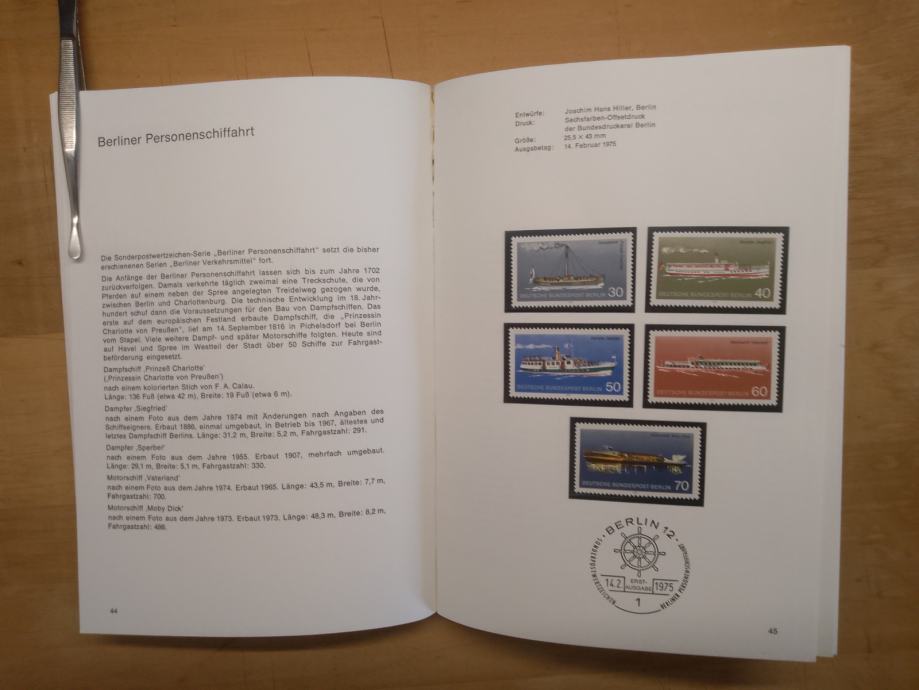 Berliner Personenschiffahrt
Die Sonderpostwertzeichen-Serie „Berliner Personenschiffahrt“ setzt die bisher
erschienenen Serien „Berliner Verkehrsmittel“ fort.
Die Anfänge der Berliner Personenschiffahrt lassen sich bis zum Jahre 1702
zurückverfolgen. Damals verkehrte täglich zweimal eine Treckschute, die von
Pferden auf einem neben der Spree angelegten Treidelweg gezogen wurde,
zwischen Berlin und Charlottenburg. Die technische Entwicklung im 18. Jahr-
hundert schuf dann die Voraussetzungen für den Bau von Dampfschiffen. Das
erste auf dem europäischen Festland erbaute Dampfschiff, die „Prinzessin
Charlotte von Preußen“, lief am 14. September 1816 in Pichelsdorf bei Berlin
vom Stapel. Viele weitere Dampf- und später Motorschiffe folgten. Heute sind
auf Havel und Spree im Westteil der Stadt über 50 Schiffe zur Fahrgast-
beförderung eingesetzt.
Dampfschiff ‚Prinzeß Charlotte‘
(‚Prinzessin Charlotte von Preußen‘)
nach einem kolorierten Stich von F. A. Calau.
Länge: 136 Fuß (etwa 42 m), Breite: 19 Fuß (etwa 6 m).
Dampfer ‚Siegfried‘
nach einem Foto aus dem Jahre 1974 mit Änderungen nach Angaben des
Schiffseigners. Erbaut 1886, einmal umgebaut, in Betrieb bis 1967, ältestes und
letztes Dampfschiff Berlins. Länge: 31,2 m, Breite: 5,2 m, Fahrgastzahl: 291.
Dampfer ‚Sperber‘
nach einem Foto aus dem Jahre 1955. Erbaut 1907, mehrfach umgebaut.
Länge: 29,1 m, Breite: 5,1 m, Fahrgastzahl: 330.
Motorschiff ‚Vaterland‘
nach einem Foto aus dem Jahre 1974. Erbaut 1965. Länge: 43,5 m, Breite: 7,7 m,
Fahrgastzahl: 700.
Motorschiff ‚Moby Dick‘
nach einem Foto aus dem Jahre 1973. Erbaut 1973. Länge: 48,3 m, Breite: 8,2 m,
Fahrgastzahl: 486.
44
Entwürfe: Joachim Hans Hiller, Berlin
Druck: Sechsfarben-Offsetdruck
der Bundesdruckerei Berlin
Größe: 25,5 × 43 mm
Ausgabetag: 14. Februar 1975
DEUTSCHE BUNDESPOST BERLIN 30
DEUTSCHE BUNDESPOST BERLIN 40
DEUTSCHE BUNDESPOST BERLIN 50
DEUTSCHE BUNDESPOST BERLIN 60
DEUTSCHE BUNDESPOST BERLIN 70
BERLIN 12
14.2. ERST- 1975
AUSGABE
1
45